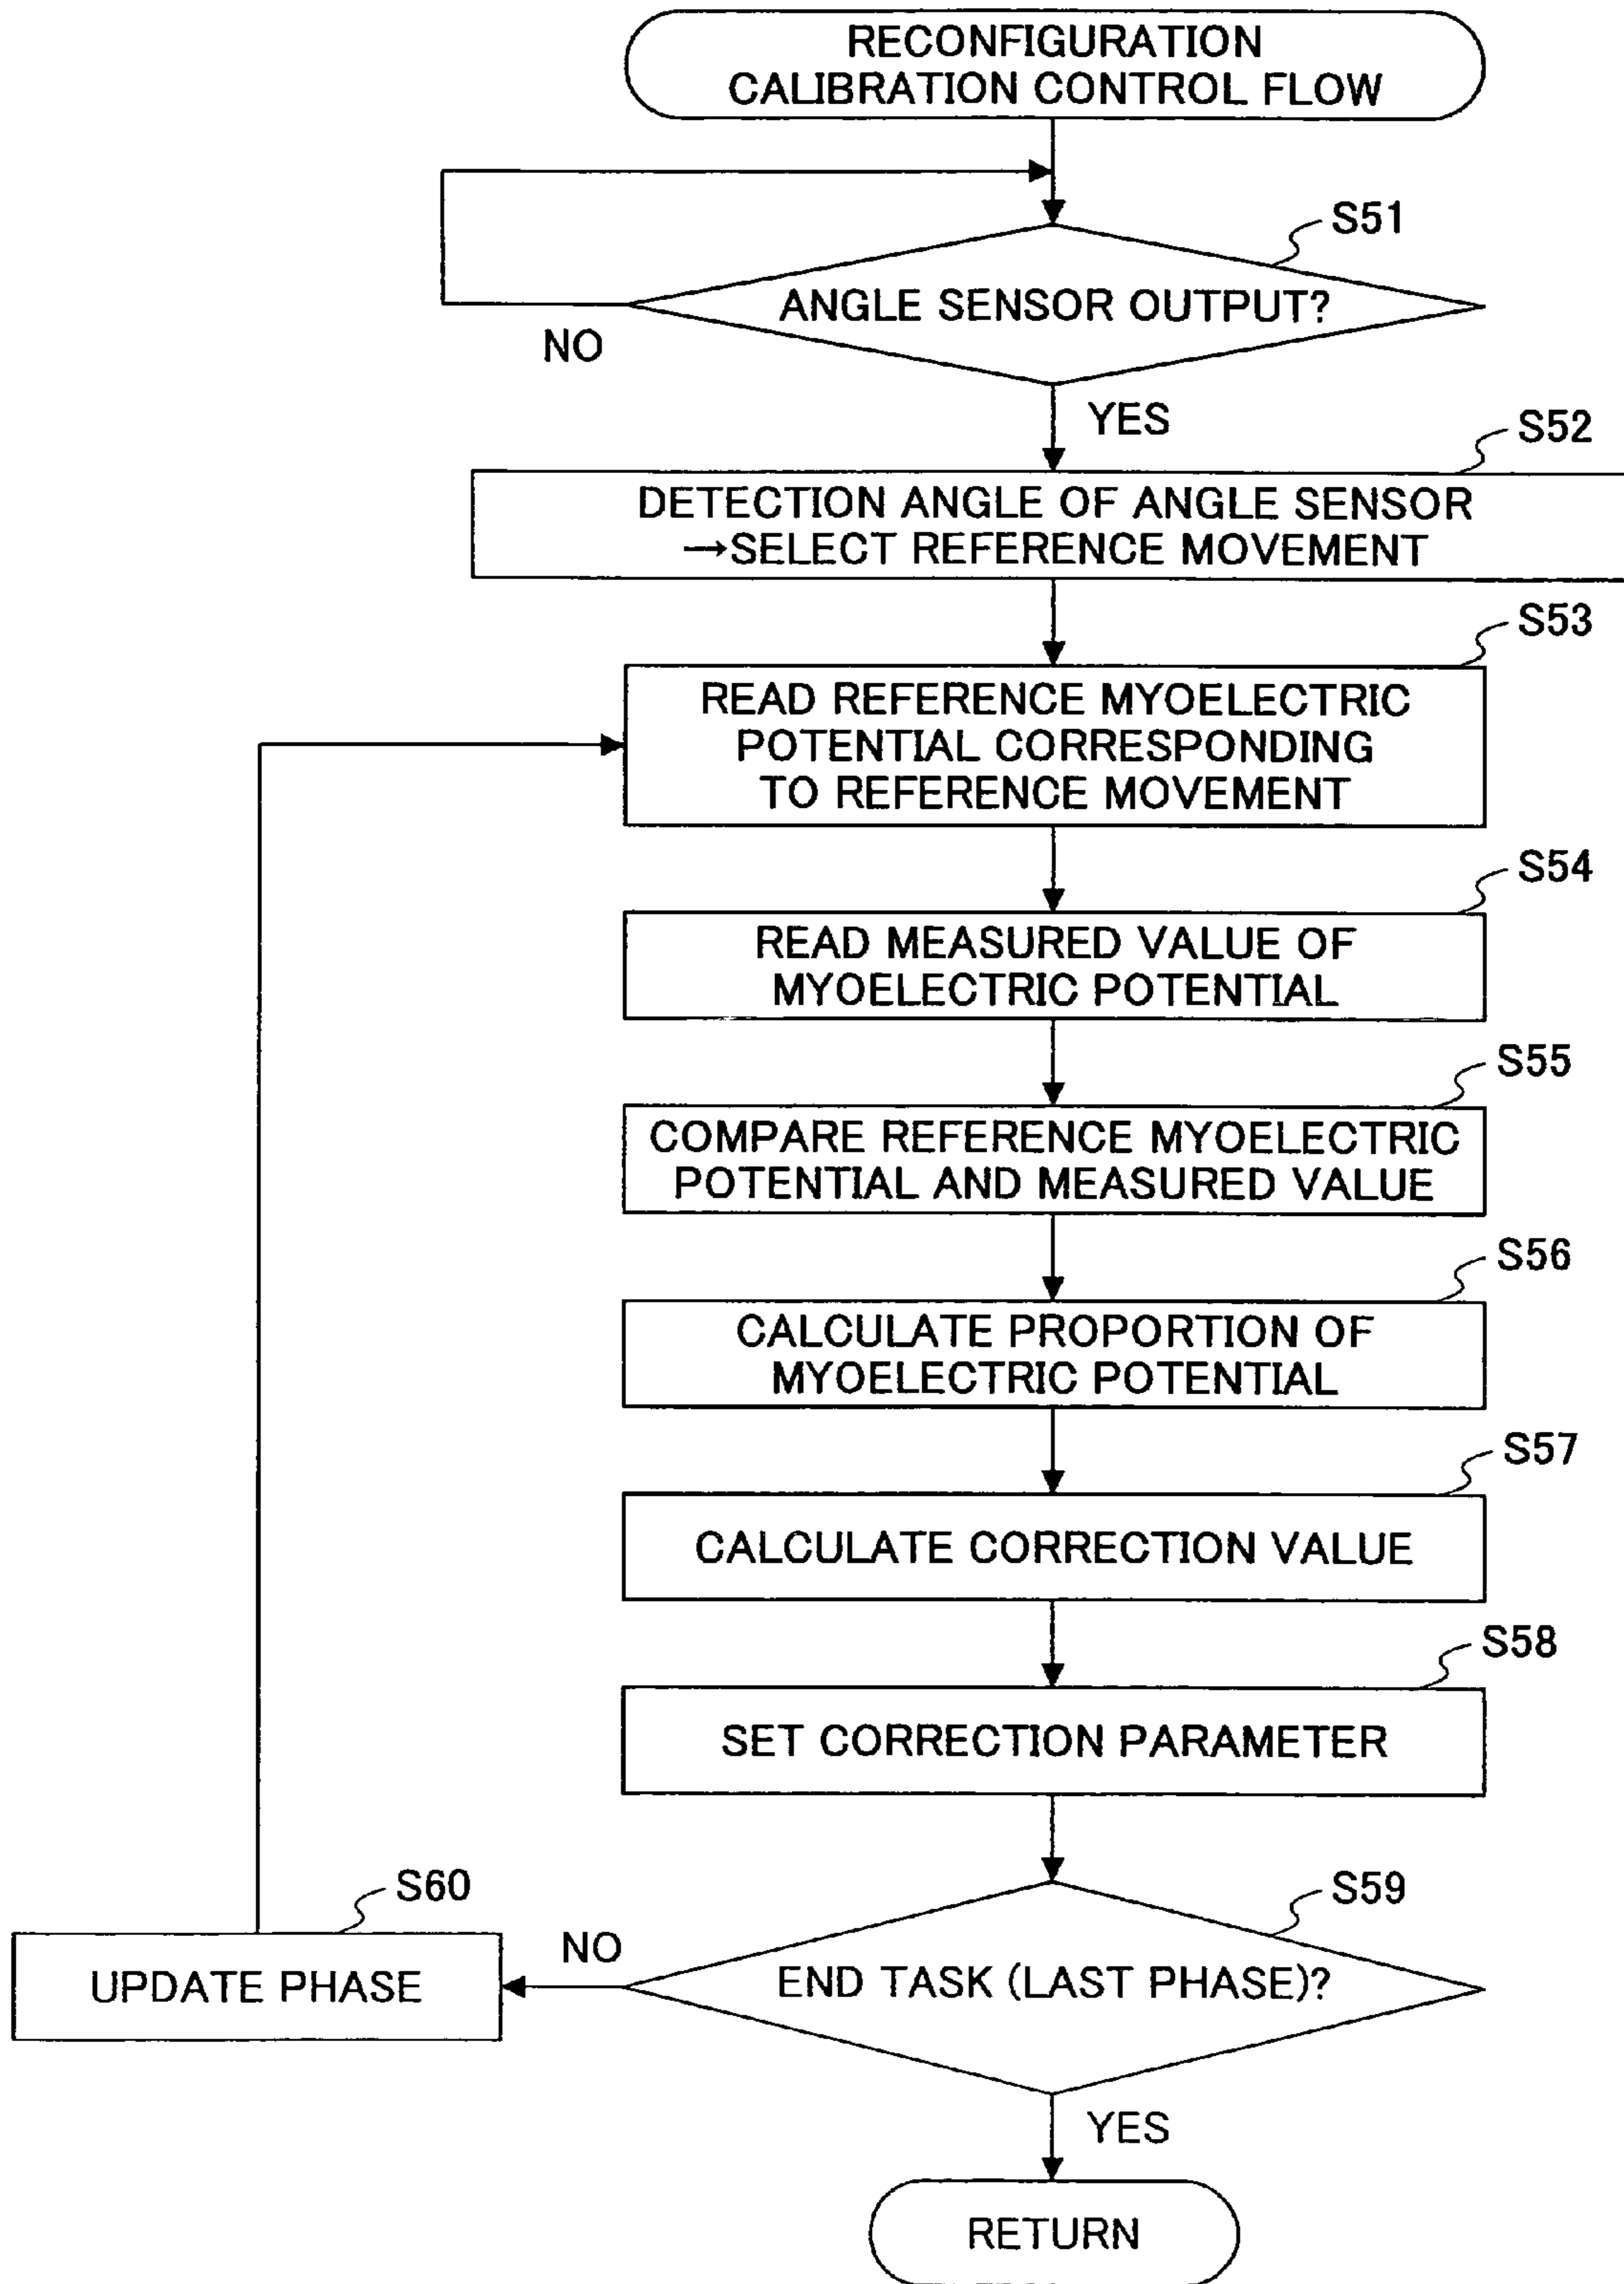 RECONFIGURATION
CALIBRATION CONTROL FLOW
S51
ANGLE SENSOR OUTPUT?
NO
YES
S52
DETECTION ANGLE OF ANGLE SENSOR
→SELECT REFERENCE MOVEMENT
S53
READ REFERENCE MYOELECTRIC
POTENTIAL CORRESPONDING
TO REFERENCE MOVEMENT
S54
READ MEASURED VALUE OF
MYOELECTRIC POTENTIAL
S55
COMPARE REFERENCE MYOELECTRIC
POTENTIAL AND MEASURED VALUE
S56
CALCULATE PROPORTION OF
MYOELECTRIC POTENTIAL
S57
CALCULATE CORRECTION VALUE
S58
SET CORRECTION PARAMETER
S59
END TASK (LAST PHASE)?
NO
S60
UPDATE PHASE
YES
RETURN